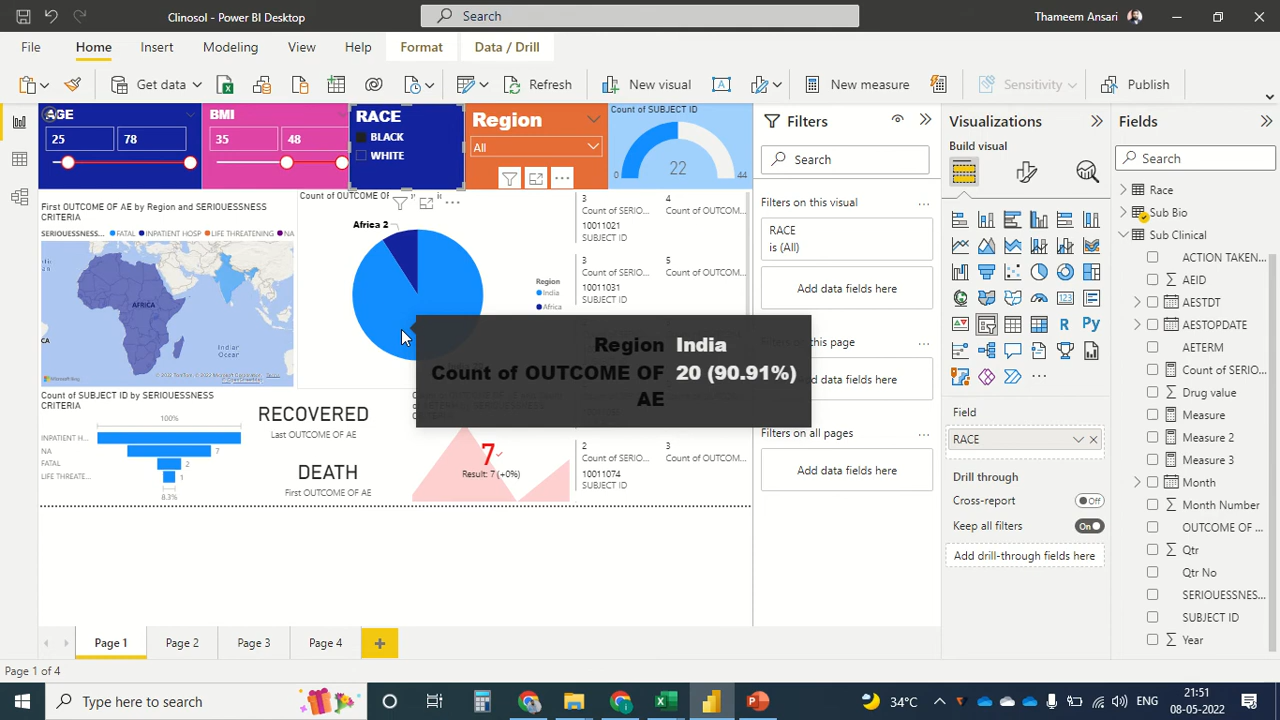 Clinosol - Power BI Desktop
Search
Thameem Ansari
File
Home
Insert
Modeling
View
Help
Format
Data / Drill
Get data
Refresh
New visual
New measure
Sensitivity
Publish
AGE
25
78
BMI
35
48
RACE
BLACK
WHITE
Region
All
Count of SUBJECT ID
22
0
44
First OUTCOME OF AE by Region and SERIOUESSNESS
CRITERIA
SERIOUESSNESS...
FATAL
INPATIENT HOSP
LIFE THREATENING
NA
AFRICA
Indian
Ocean
Count of OUTCOME OF
Africa 2
Region
India
Africa
3
Count of SERIO...
4
Count of OUTCOM...
10011021
SUBJECT ID
3
Count of SERIO...
5
Count of OUTCOM...
10011031
SUBJECT ID
Region India
Count of OUTCOME OF 20 (90.91%)
AE
Count of SUBJECT ID by SERIOUESSNESS
CRITERIA
100%
INPATIENT H...
NA
7
FATAL
2
LIFE THREATE...
1
8.3%
RECOVERED
Last OUTCOME OF AE
DEATH
First OUTCOME OF AE
7
Result: 7 (+0%)
2
Count of SERIO...
3
Count of OUTCOM...
10011074
SUBJECT ID
Filters
Search
Filters on this visual
...
RACE
is (All)
Add data fields here
Filters on this page
...
Add data fields here
Filters on all pages
...
Add data fields here
Visualizations
Build visual
R
Py
123
...
Field
RACE
Drill through
Cross-report
Off
Keep all filters
On
Add drill-through fields here
Fields
Search
Race
Sub Bio
Sub Clinical
ACTION TAKEN...
AEID
AESTDT
AESTOPDATE
AETERM
Count of SERIO...
Drug value
Measure
Measure 2
Measure 3
Month
Month Number
OUTCOME OF ...
Qtr
Qtr No
SERIOUESSNES...
SUBJECT ID
Year
Page 1
Page 2
Page 3
Page 4
Page 1 of 4
Type here to search
34°C
ENG
21:51
08-05-2022